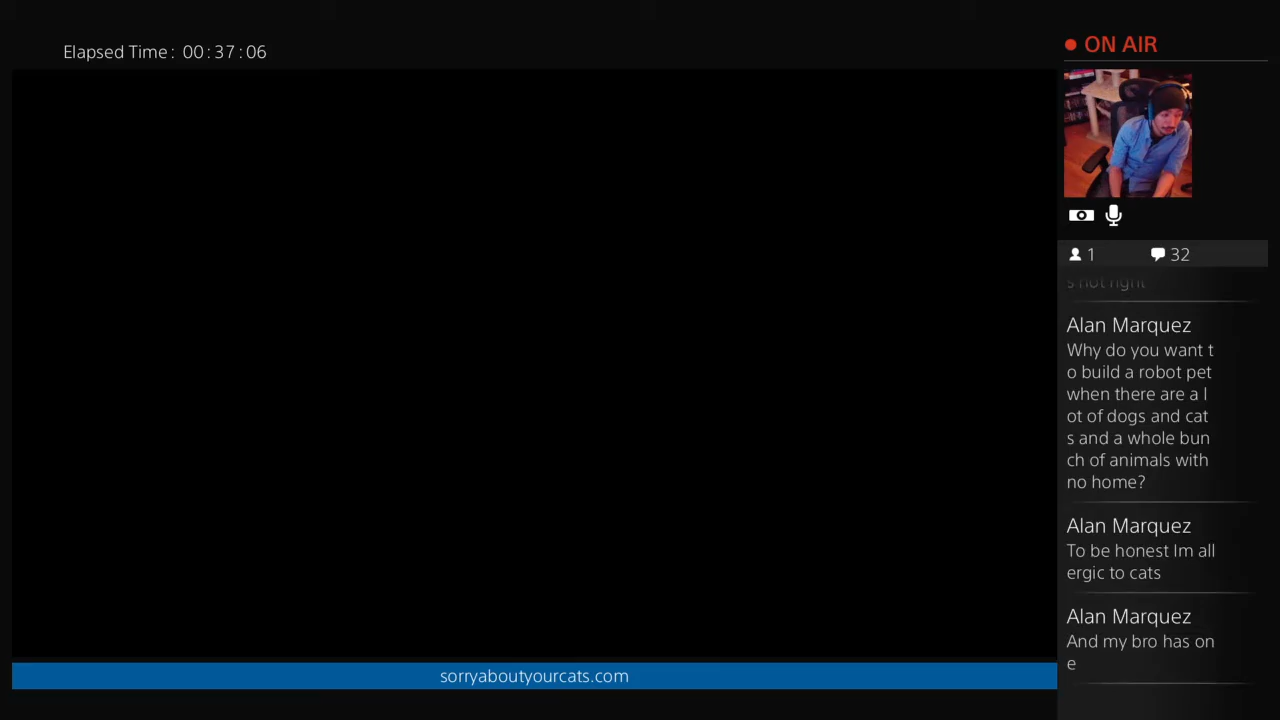 Elapsed Time: 00:37:06
ON AIR
1 32
s not right
Alan Marquez
Why do you want t
o build a robot pet
when there are a l
ot of dogs and cat
s and a whole bun
ch of animals with
no home?
Alan Marquez
To be honest Im all
ergic to cats
Alan Marquez
And my bro has on
e
sorryaboutyourcats.com